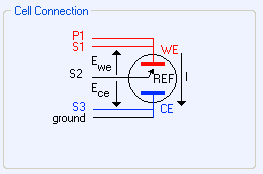 Cell Connection
P1
S1
WE
Ewe
S2
REF
I
Ece
S3
CE
ground